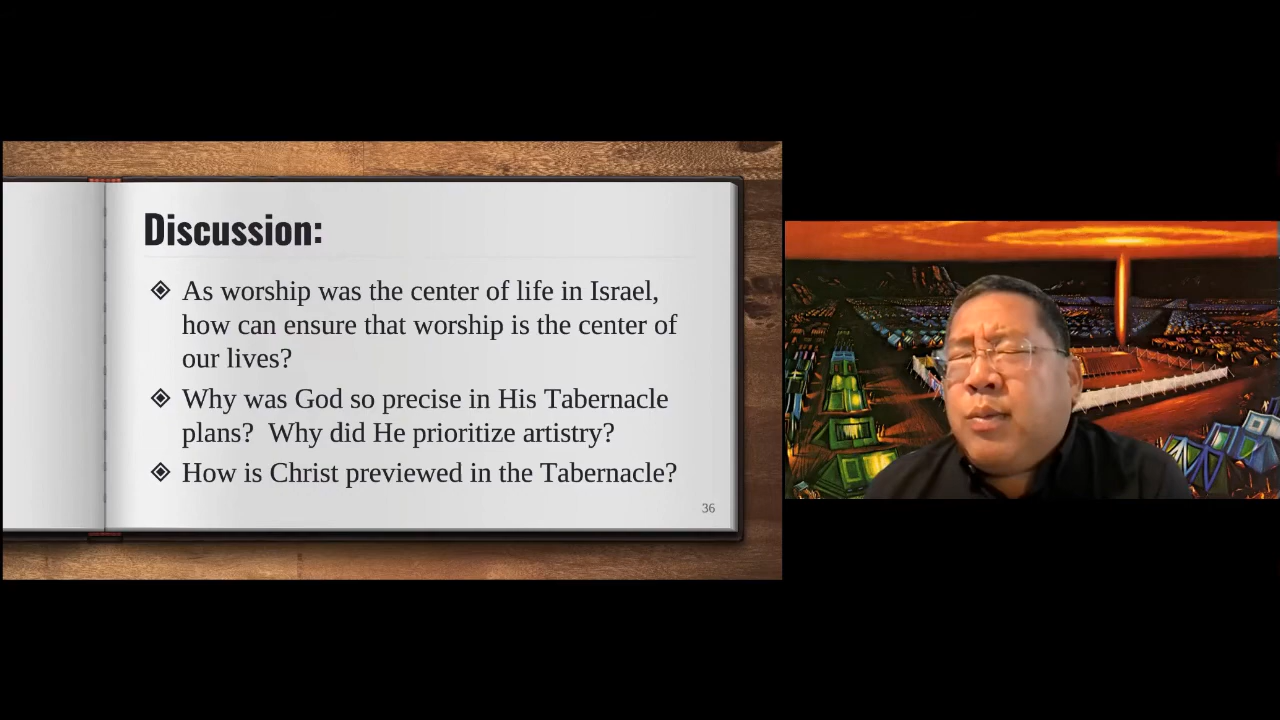 Discussion:
As worship was the center of life in Israel,
how can ensure that worship is the center of
our lives?
Why was God so precise in His Tabernacle
plans?  Why did He prioritize artistry?
How is Christ previewed in the Tabernacle?
36